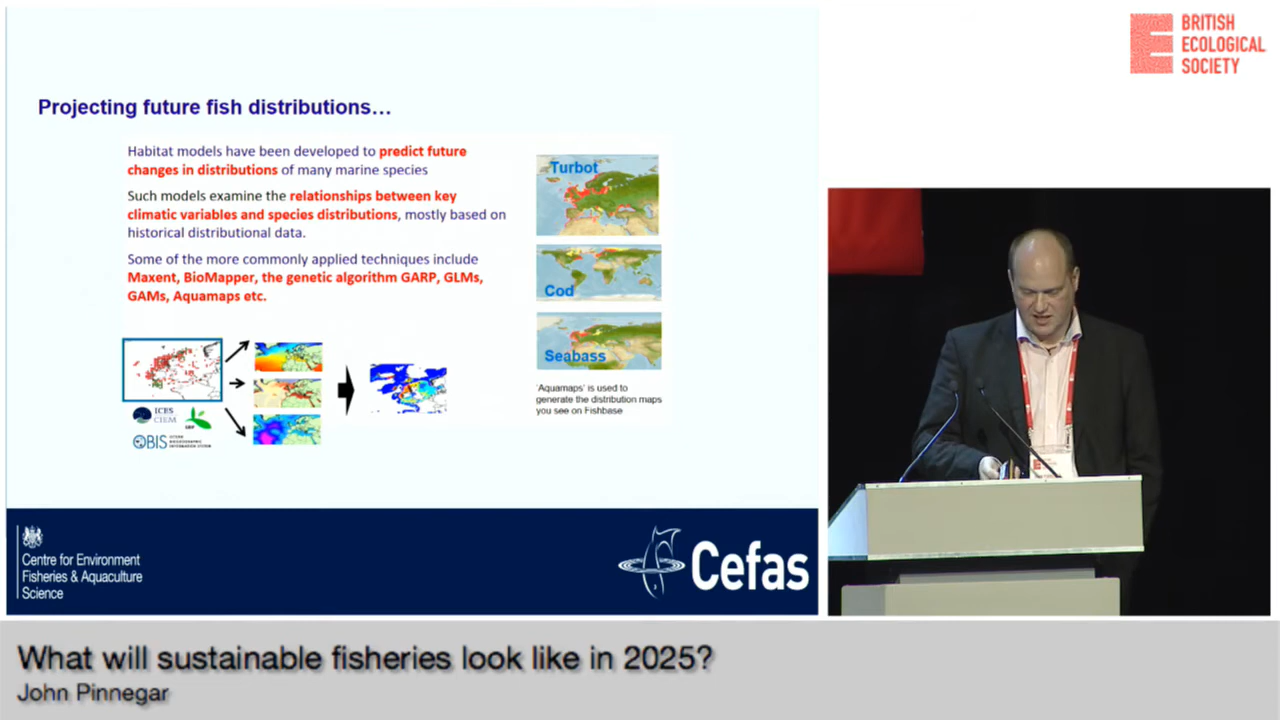 BRITISH
ECOLOGICAL
SOCIETY
Projecting future fish distributions…
Habitat models have been developed to predict future
changes in distributions of many marine species
Such models examine the relationships between key
climatic variables and species distributions, mostly based on
historical distributional data.
Some of the more commonly applied techniques include
Maxent, BioMapper, the genetic algorithm GARP, GLMs,
GAMs, Aquamaps etc.
Turbot
Cod
Seabass
'Aquamaps' is used to
generate the distribution maps
you see on Fishbase
ICES
CIEM
OBIS
Centre for Environment
Fisheries & Aquaculture
Science
Cefas
What will sustainable fisheries look like in 2025?
John Pinnegar